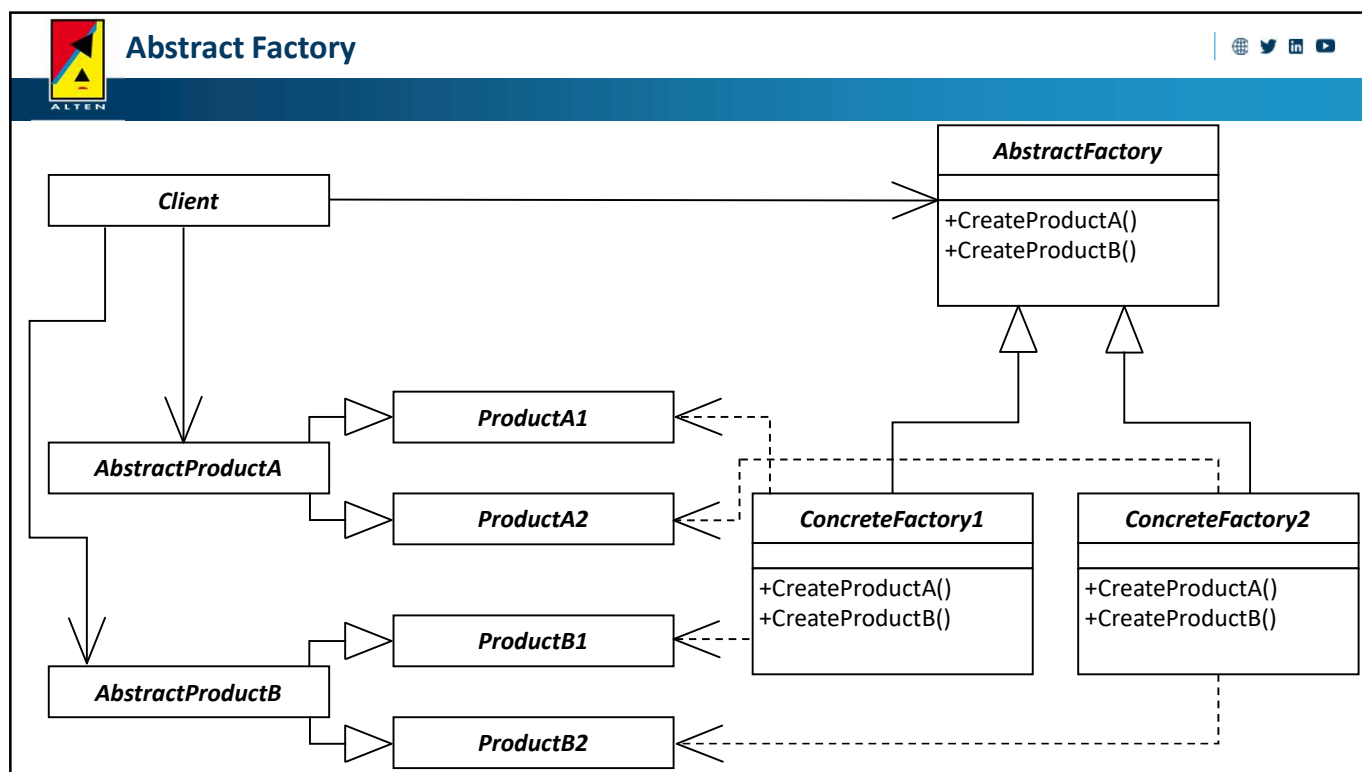 Abstract Factory
ALTEN
AbstractFactory
Client
+CreateProductA()
+CreateProductB()
ProductA1
AbstractProductA
ProductA2
ConcreteFactory1
ConcreteFactory2
+CreateProductA()
+CreateProductB()
+CreateProductA()
+CreateProductB()
ProductB1
AbstractProductB
ProductB2